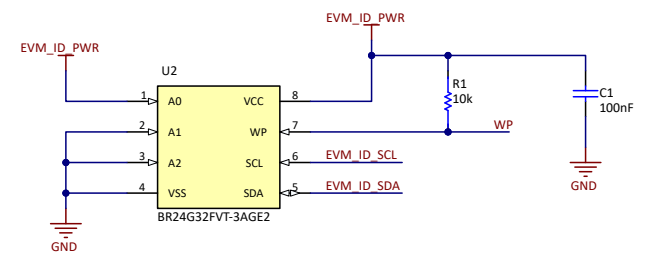 EVM_ID_PWR
EVM_ID_PWR
U2
1 A0 VCC 8
2 A1 WP 7
3 A2 SCL 6
4 VSS SDA 5
R1
10k
C1
100nF
WP
EVM_ID_SCL
EVM_ID_SDA
BR24G32FVT-3AGE2
GND
GND